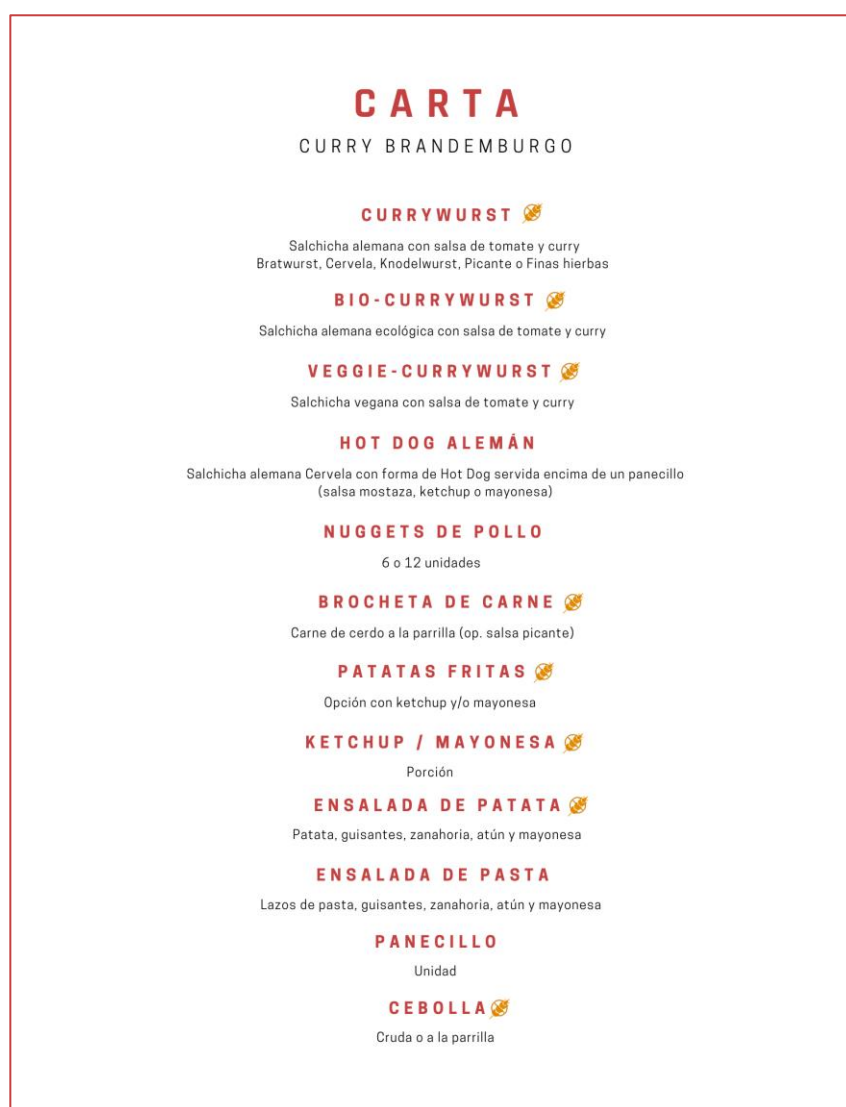 CARTA
CURRY BRANDEMBURGO
CURRYWURST
Salchicha alemana con salsa de tomate y curry
Bratwurst, Cervela, Knodelwurst, Picante o Finas hierbas
BIO-CURRYWURST
Salchicha alemana ecológica con salsa de tomate y curry
VEGGIE-CURRYWURST
Salchicha vegana con salsa de tomate y curry
HOT DOG ALEMÁN
Salchicha alemana Cervela con forma de Hot Dog servida encima de un panecillo
(salsa mostaza, ketchup o mayonesa)
NUGGETS DE POLLO
6 o 12 unidades
BROCHETA DE CARNE
Carne de cerdo a la parrilla (op. salsa picante)
PATATAS FRITAS
Opción con ketchup y/o mayonesa
KETCHUP / MAYONESA
Porción
ENSALADA DE PATATA
Patata, guisantes, zanahoria, atún y mayonesa
ENSALADA DE PASTA
Lazos de pasta, guisantes, zanahoria, atún y mayonesa
PANECILLO
Unidad
CEBOLLA
Cruda o a la parrilla